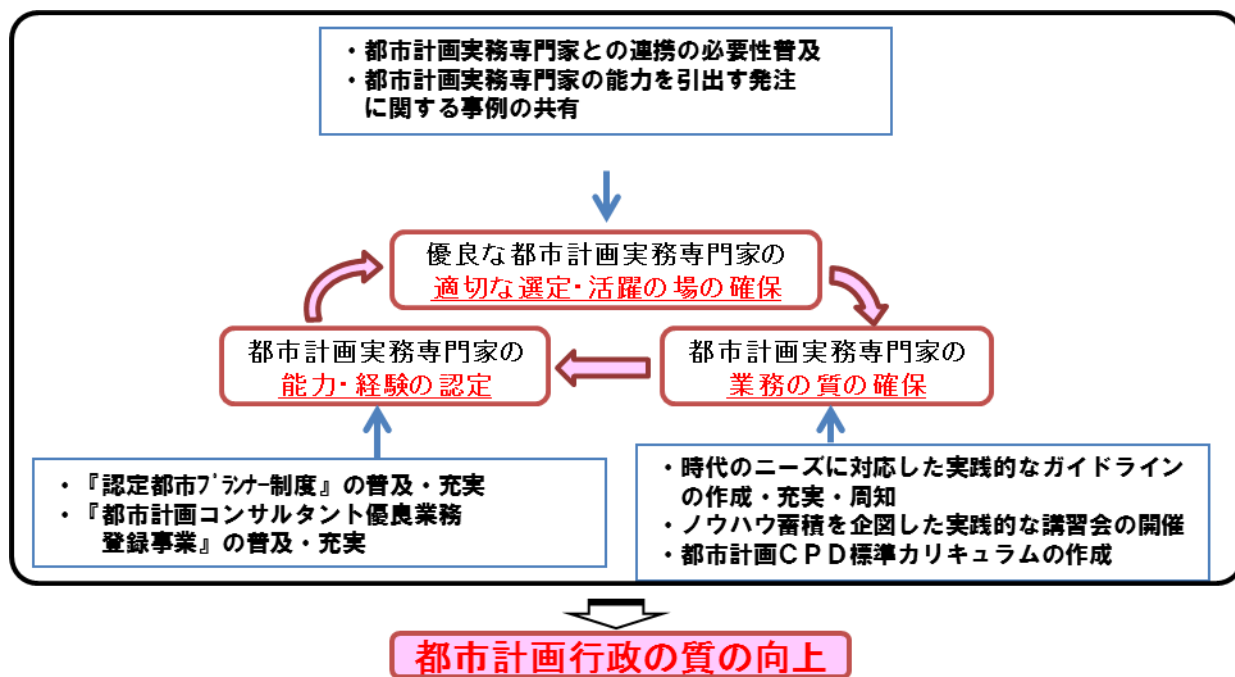 ・都市計画実務専門家との連携の必要性普及
・都市計画実務専門家の能力を引出す発注
に関する事例の共有
優良な都市計画実務専門家の
適切な選定・活躍の場の確保
都市計画実務専門家の
能力・経験の認定
都市計画実務専門家の
業務の質の確保
・『認定都市ﾌﾟﾗﾝﾅｰ制度』の普及・充実
・『都市計画コンサルタント優良業務
登録事業』の普及・充実
・時代のニーズに対応した実践的なガイドライン
の作成・充実・周知
・ノウハウ蓄積を企図した実践的な講習会の開催
・都市計画ＣＰＤ標準カリキュラムの作成
都市計画行政の質の向上